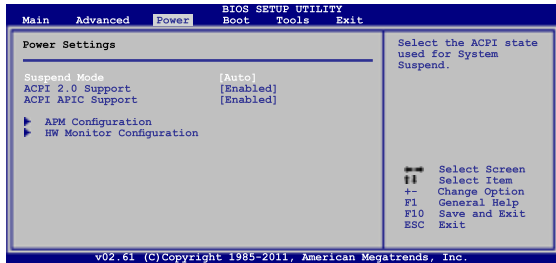 BIOS SETUP UTILITY
Main Advanced Power Boot Tools Exit
Power Settings
Suspend Mode [Auto]
ACPI 2.0 Support [Enabled]
ACPI APIC Support [Enabled]
APM Configuration
HW Monitor Configuration
Select the ACPI state
used for System
Suspend.
Select Screen
Select Item
+- Change Option
F1 General Help
F10 Save and Exit
ESC Exit
v02.61 (C)Copyright 1985-2011, American Megatrends, Inc.